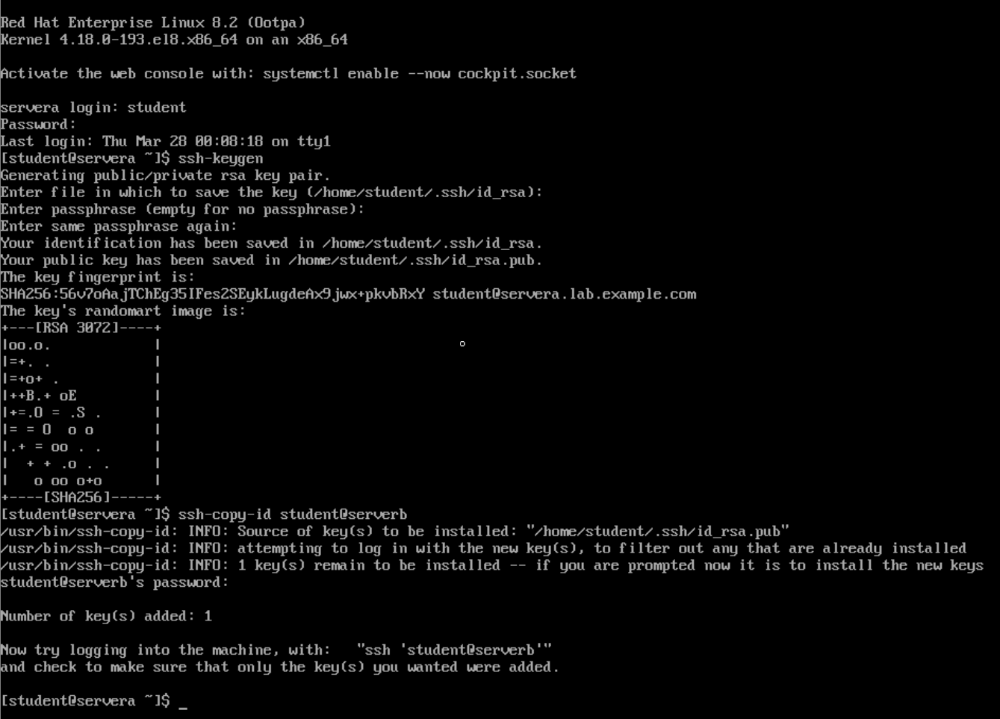 Red Hat Enterprise Linux 8.2 (Ootpa)
Kernel 4.18.0-193.el8.x86_64 on an x86_64
Activate the web console with: systemctl enable --now cockpit.socket
servera login: student
Password:
Last login: Thu Mar 28 00:08:18 on tty1
[student@servera ~]$ ssh-keygen
Generating public/private rsa key pair.
Enter file in which to save the key (/home/student/.ssh/id_rsa):
Enter passphrase (empty for no passphrase):
Enter same passphrase again:
Your identification has been saved in /home/student/.ssh/id_rsa.
Your public key has been saved in /home/student/.ssh/id_rsa.pub.
The key fingerprint is:
SHA256:56v7oAajTChEg35IFes2SEykLugdeAx9jwx+pkvbRxY student@servera.lab.example.com
The key's randomart image is:
+---[RSA 3072]----+
|oo.o.            |
|=+. .            |
|=+o+ .           |
|++B.+ oE         |
|+=.O = .S .      |
|= = O  o o       |
|.+ = oo . .      |
|  + + .o . .     |
|   o oo o+o      |
+----[SHA256]-----+
[student@servera ~]$ ssh-copy-id student@serverb
/usr/bin/ssh-copy-id: INFO: Source of key(s) to be installed: "/home/student/.ssh/id_rsa.pub"
/usr/bin/ssh-copy-id: INFO: attempting to log in with the new key(s), to filter out any that are already installed
/usr/bin/ssh-copy-id: INFO: 1 key(s) remain to be installed -- if you are prompted now it is to install the new keys
student@serverb's password:
Number of key(s) added: 1
Now try logging into the machine, with:   "ssh 'student@serverb'"
and check to make sure that only the key(s) you wanted were added.
[student@servera ~]$ _